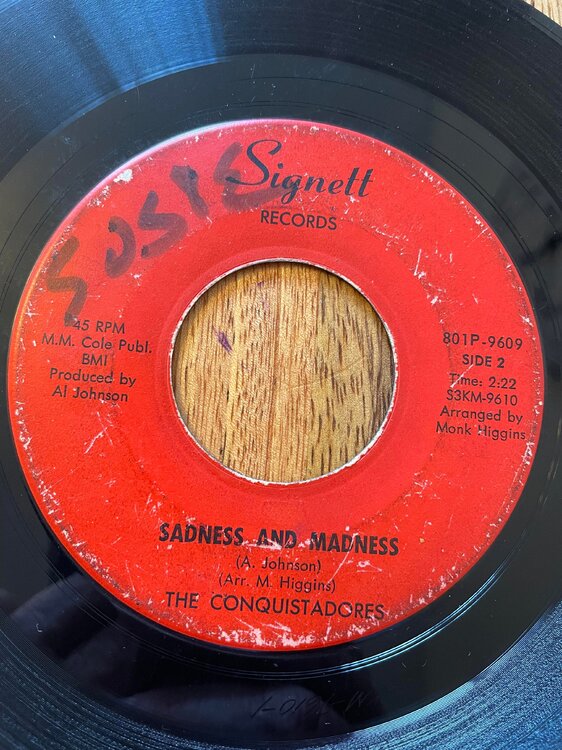 Signett
RECORDS
45 RPM
M.M. Cole Publ.
BMI
Produced by
Al Johnson
801P-9609
SIDE 2
Time: 2:22
S3KM-9610
Arranged by
Monk Higgins
SADNESS AND MADNESS
(A. Johnson)
(Arr. M. Higgins)
THE CONQUISTADORES